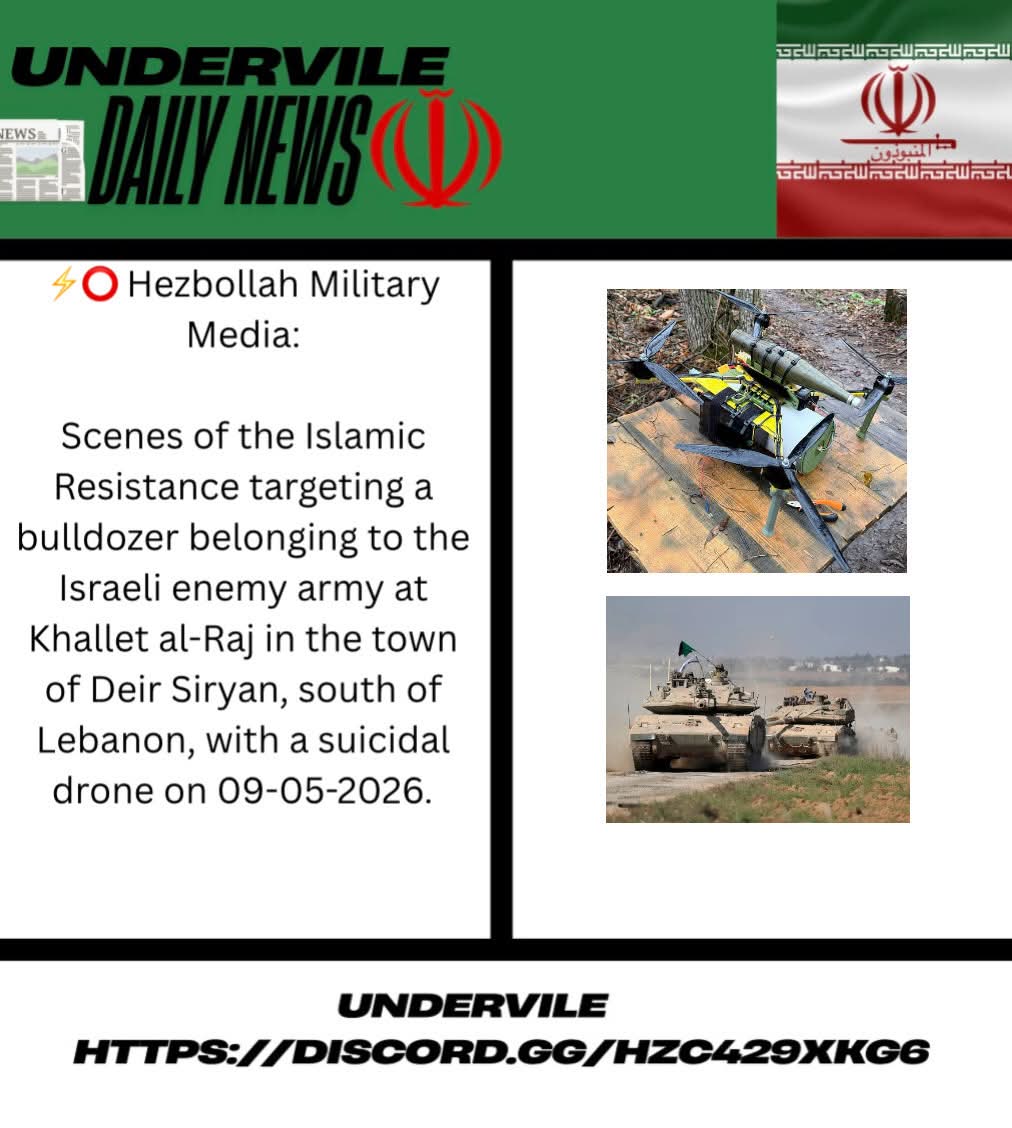 UNDERVILE
NEWS
DAILY NEWS
المنبوذون
⚡⭕ Hezbollah Military
Media:
Scenes of the Islamic
Resistance targeting a
bulldozer belonging to the
Israeli enemy army at
Khallet al-Raj in the town
of Deir Siryan, south of
Lebanon, with a suicidal
drone on 09-05-2026.
UNDERVILE
HTTPS://DISCORD.GG/HZC429XKG6